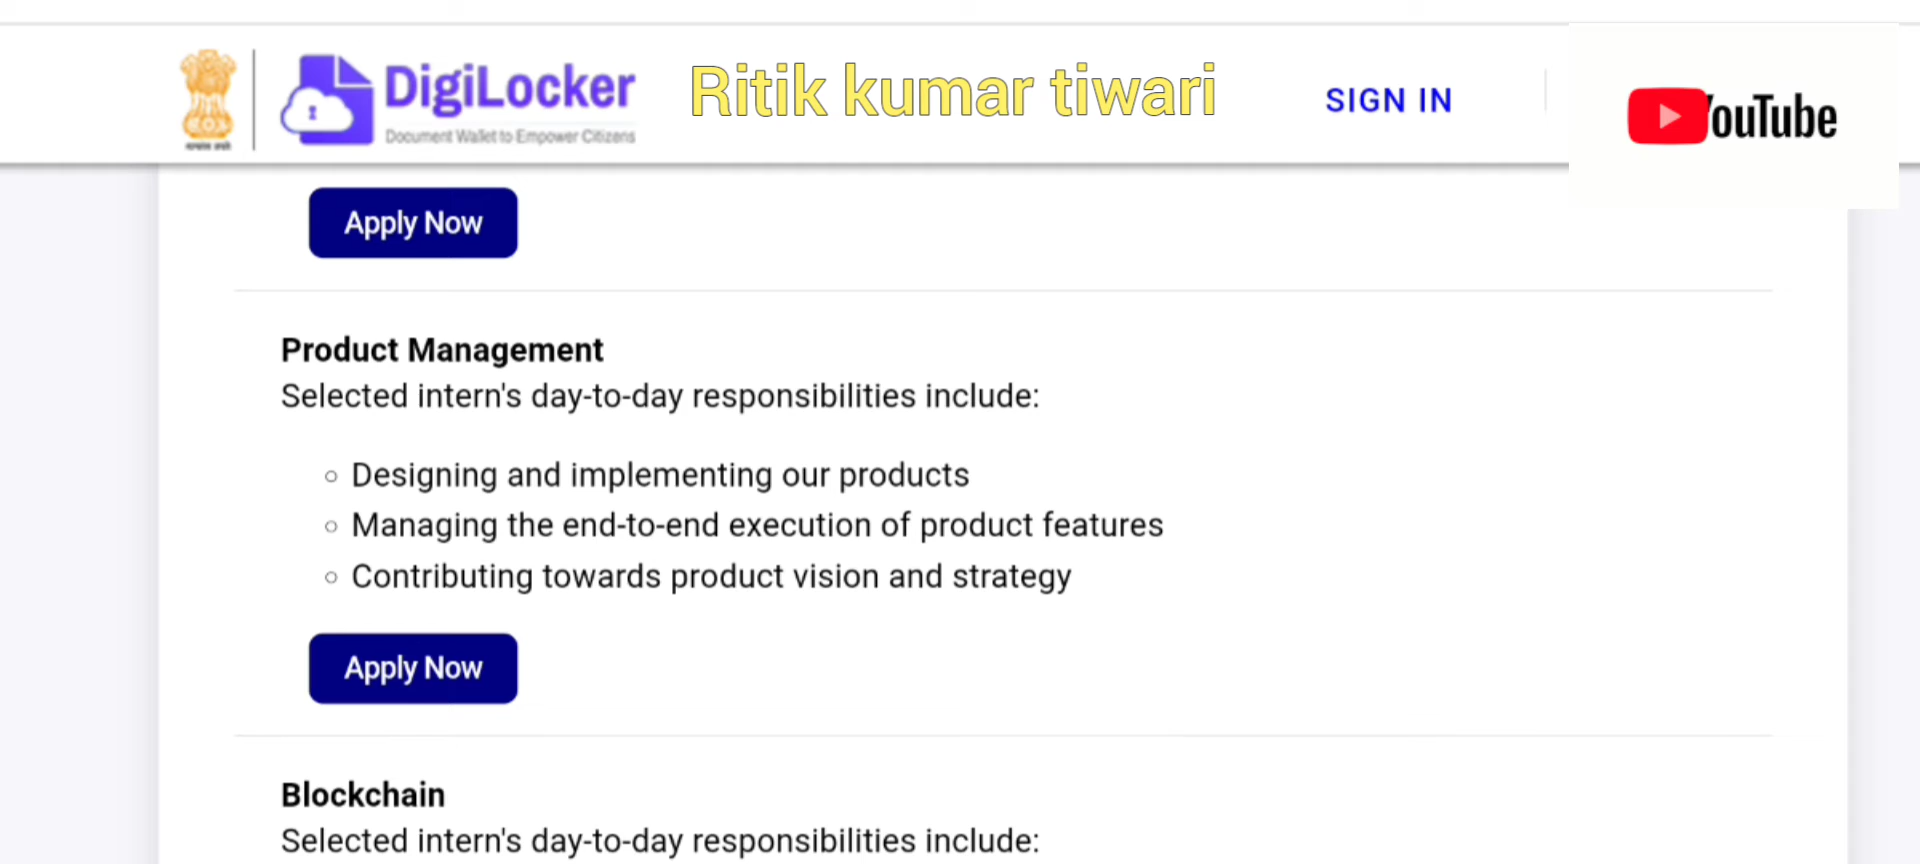 DigiLocker
Document Wallet to Empower Citizens
Ritik kumar tiwari
SIGN IN
YouTube
Apply Now
Product Management
Selected intern's day-to-day responsibilities include:
Designing and implementing our products
Managing the end-to-end execution of product features
Contributing towards product vision and strategy
Apply Now
Blockchain
Selected intern's day-to-day responsibilities include: